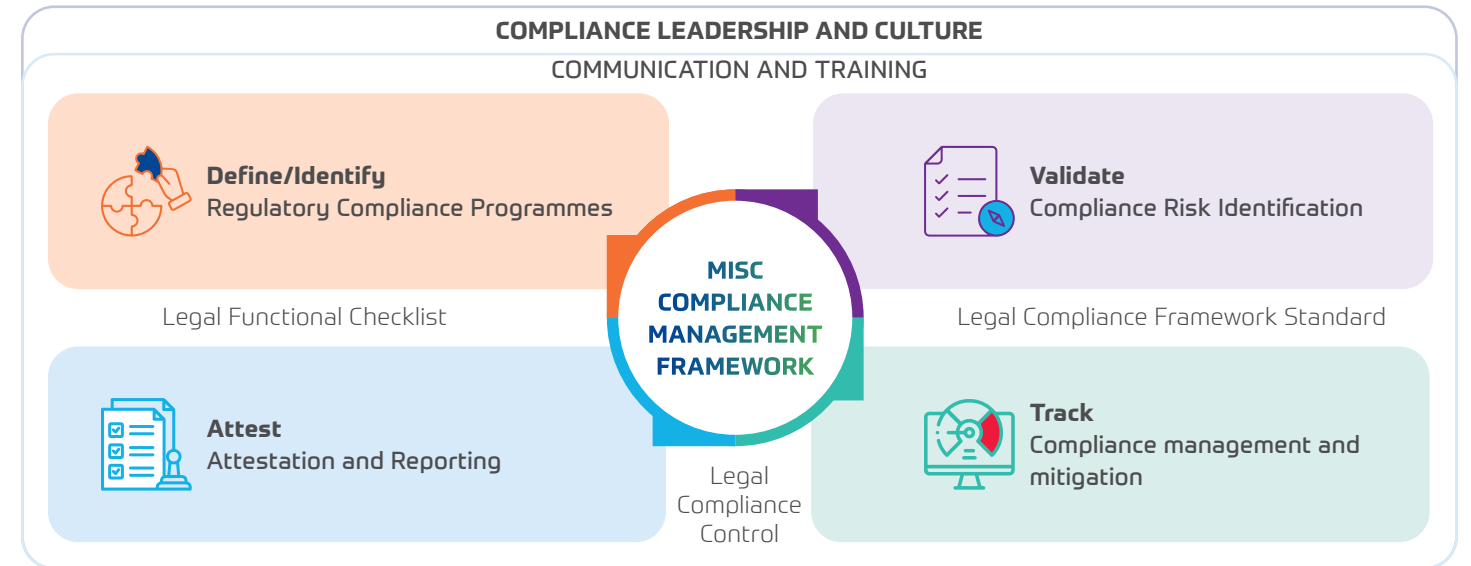 COMPLIANCE LEADERSHIP AND CULTURE
COMMUNICATION AND TRAINING
Define/Identify
Regulatory Compliance Programmes
Validate
Compliance Risk Identification
MISC
COMPLIANCE
MANAGEMENT
FRAMEWORK
Legal Functional Checklist
Legal Compliance Framework Standard
Attest
Attestation and Reporting
Track
Compliance management and
mitigation
Legal
Compliance
Control